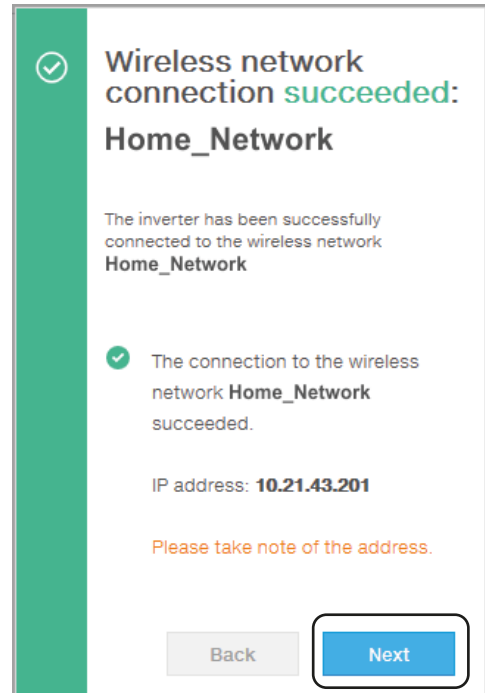 Wireless network
connection succeeded:
Home_Network
The inverter has been successfully
connected to the wireless network
Home_Network
The connection to the wireless
network Home_Network
succeeded.
IP address: 10.21.43.201
Please take note of the address.
Back
Next